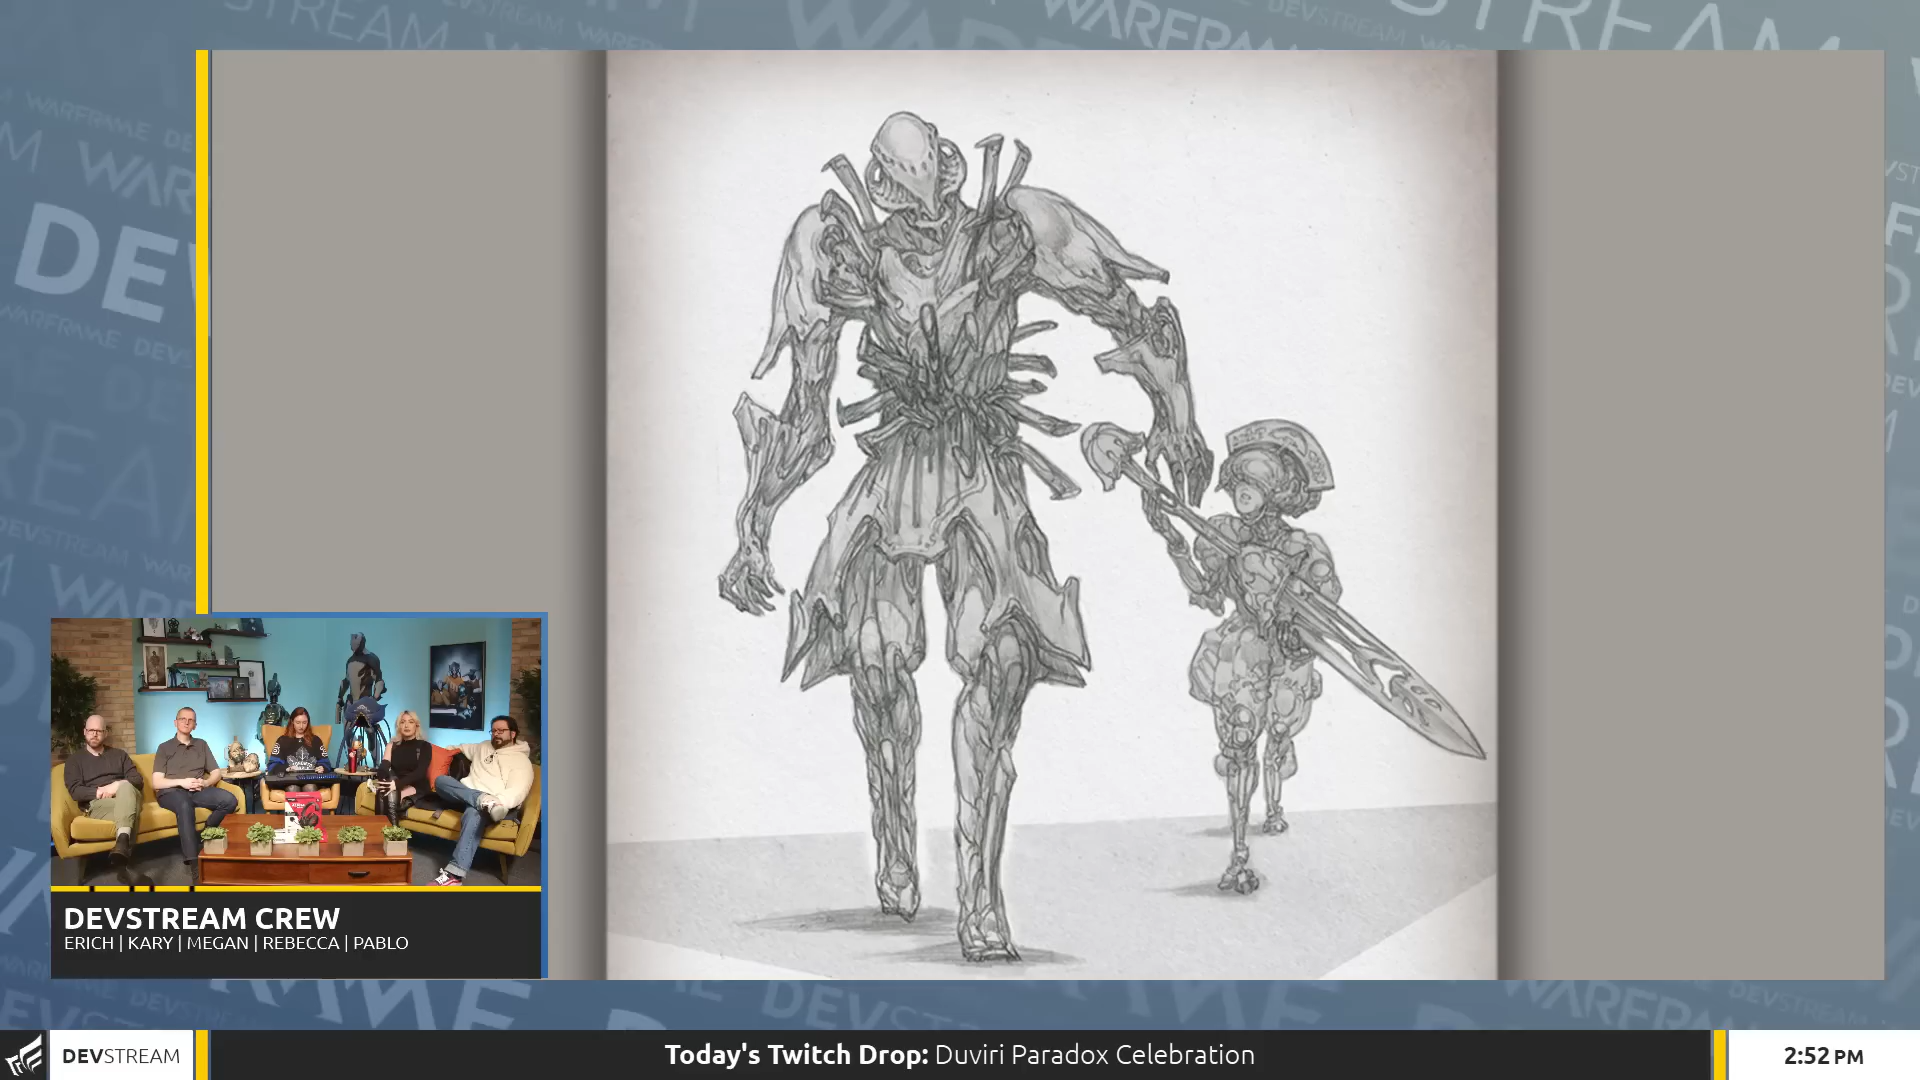 DEVSTREAM CREW
ERICH | KARY | MEGAN | REBECCA | PABLO
DEVSTREAM
Today's Twitch Drop: Duviri Paradox Celebration
2:52 PM